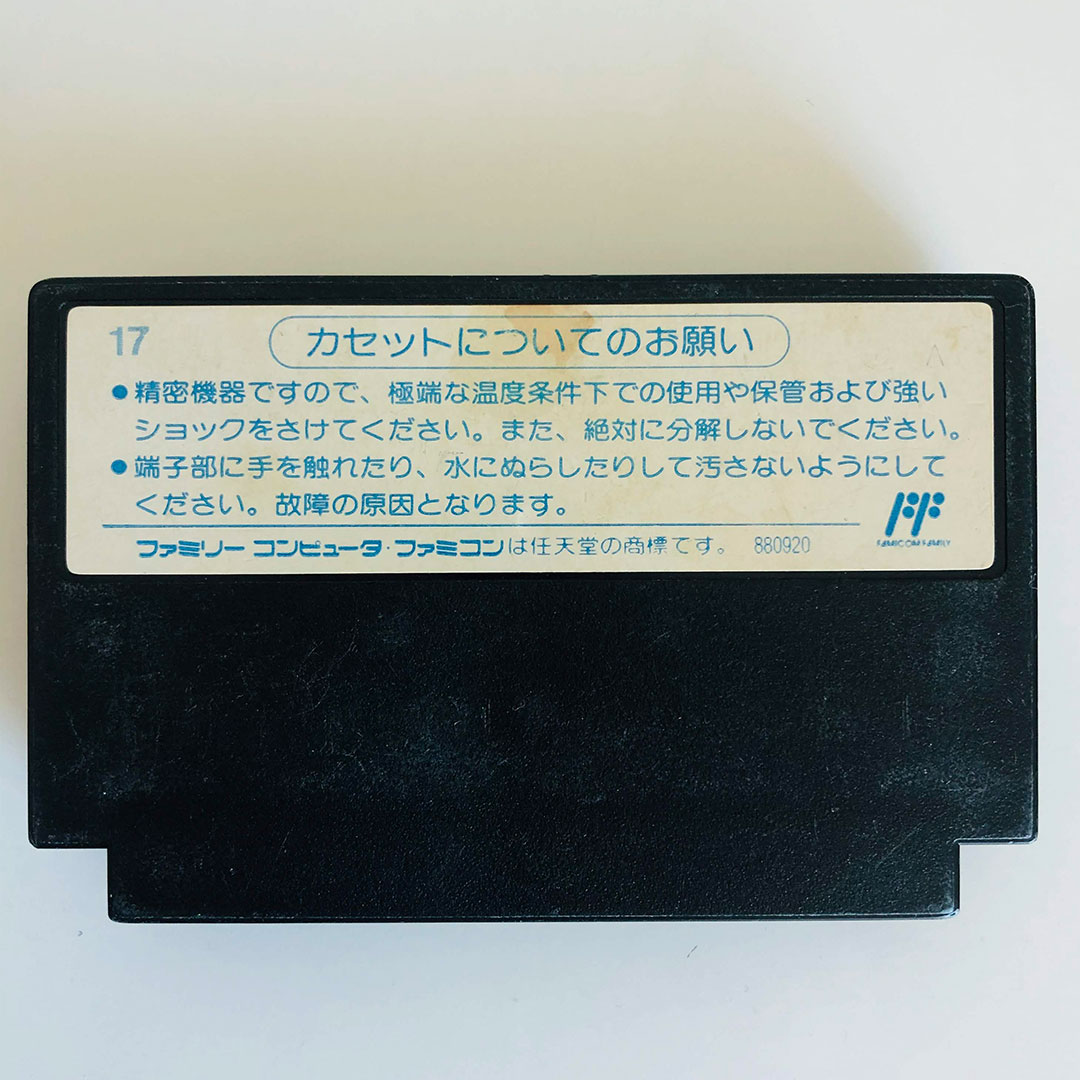 17
カセットについてのお願い
●精密機器ですので、極端な温度条件下での使用や保管および強い
ショックをさけてください。また、絶対に分解しないでください。
●端子部に手を触れたり、水にぬらしたりして汚さないようにして
ください。故障の原因となります。
ファミリー コンピュータ・ファミコンは任天堂の商標です。 880920
FAMICOM FAMILY